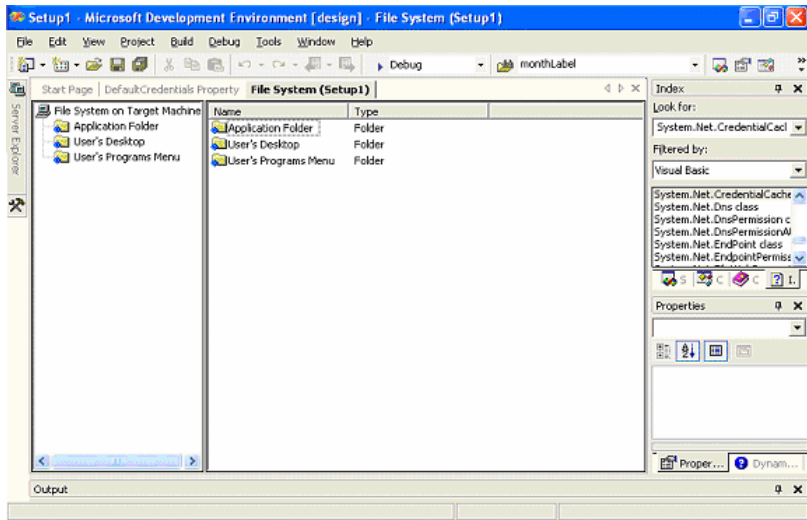 Setup1 - Microsoft Development Environment [design] - File System (Setup1)
File Edit View Project Build Debug Tools Window Help
Debug monthLabel
Start Page DefaultCredentials Property File System (Setup1)
Server Explorer
File System on Target Machine
Application Folder
User's Desktop
User's Programs Menu
Name Type
Application Folder Folder
User's Desktop Folder
User's Programs Menu Folder
Index
Look for:
System.Net.CredentialCacl
Filtered by:
Visual Basic
System.Net.CredentialCache
System.Net.Dns class
System.Net.DnsPermission c
System.Net.DnsPermissionAl
System.Net.EndPoint class
System.Net.EndpointPermiss
S C C I.
Properties
Proper... Dynam...
Output